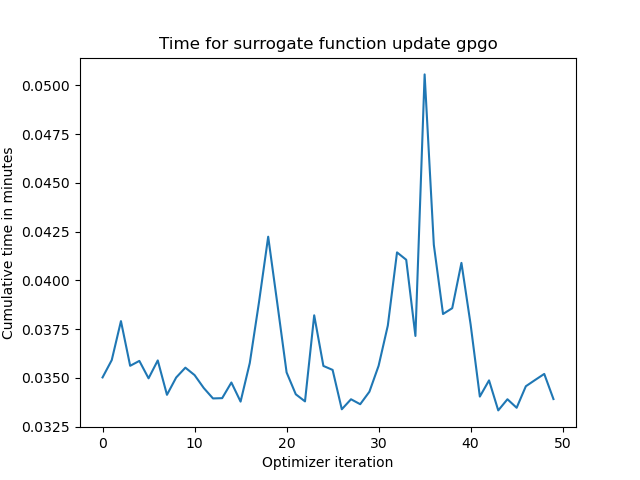 Time for surrogate function update gpgo
Cumulative time in minutes
0.0500
0.0475
0.0450
0.0425
0.0400
0.0375
0.0350
0.0325
0 10 20 30 40 50
Optimizer iteration